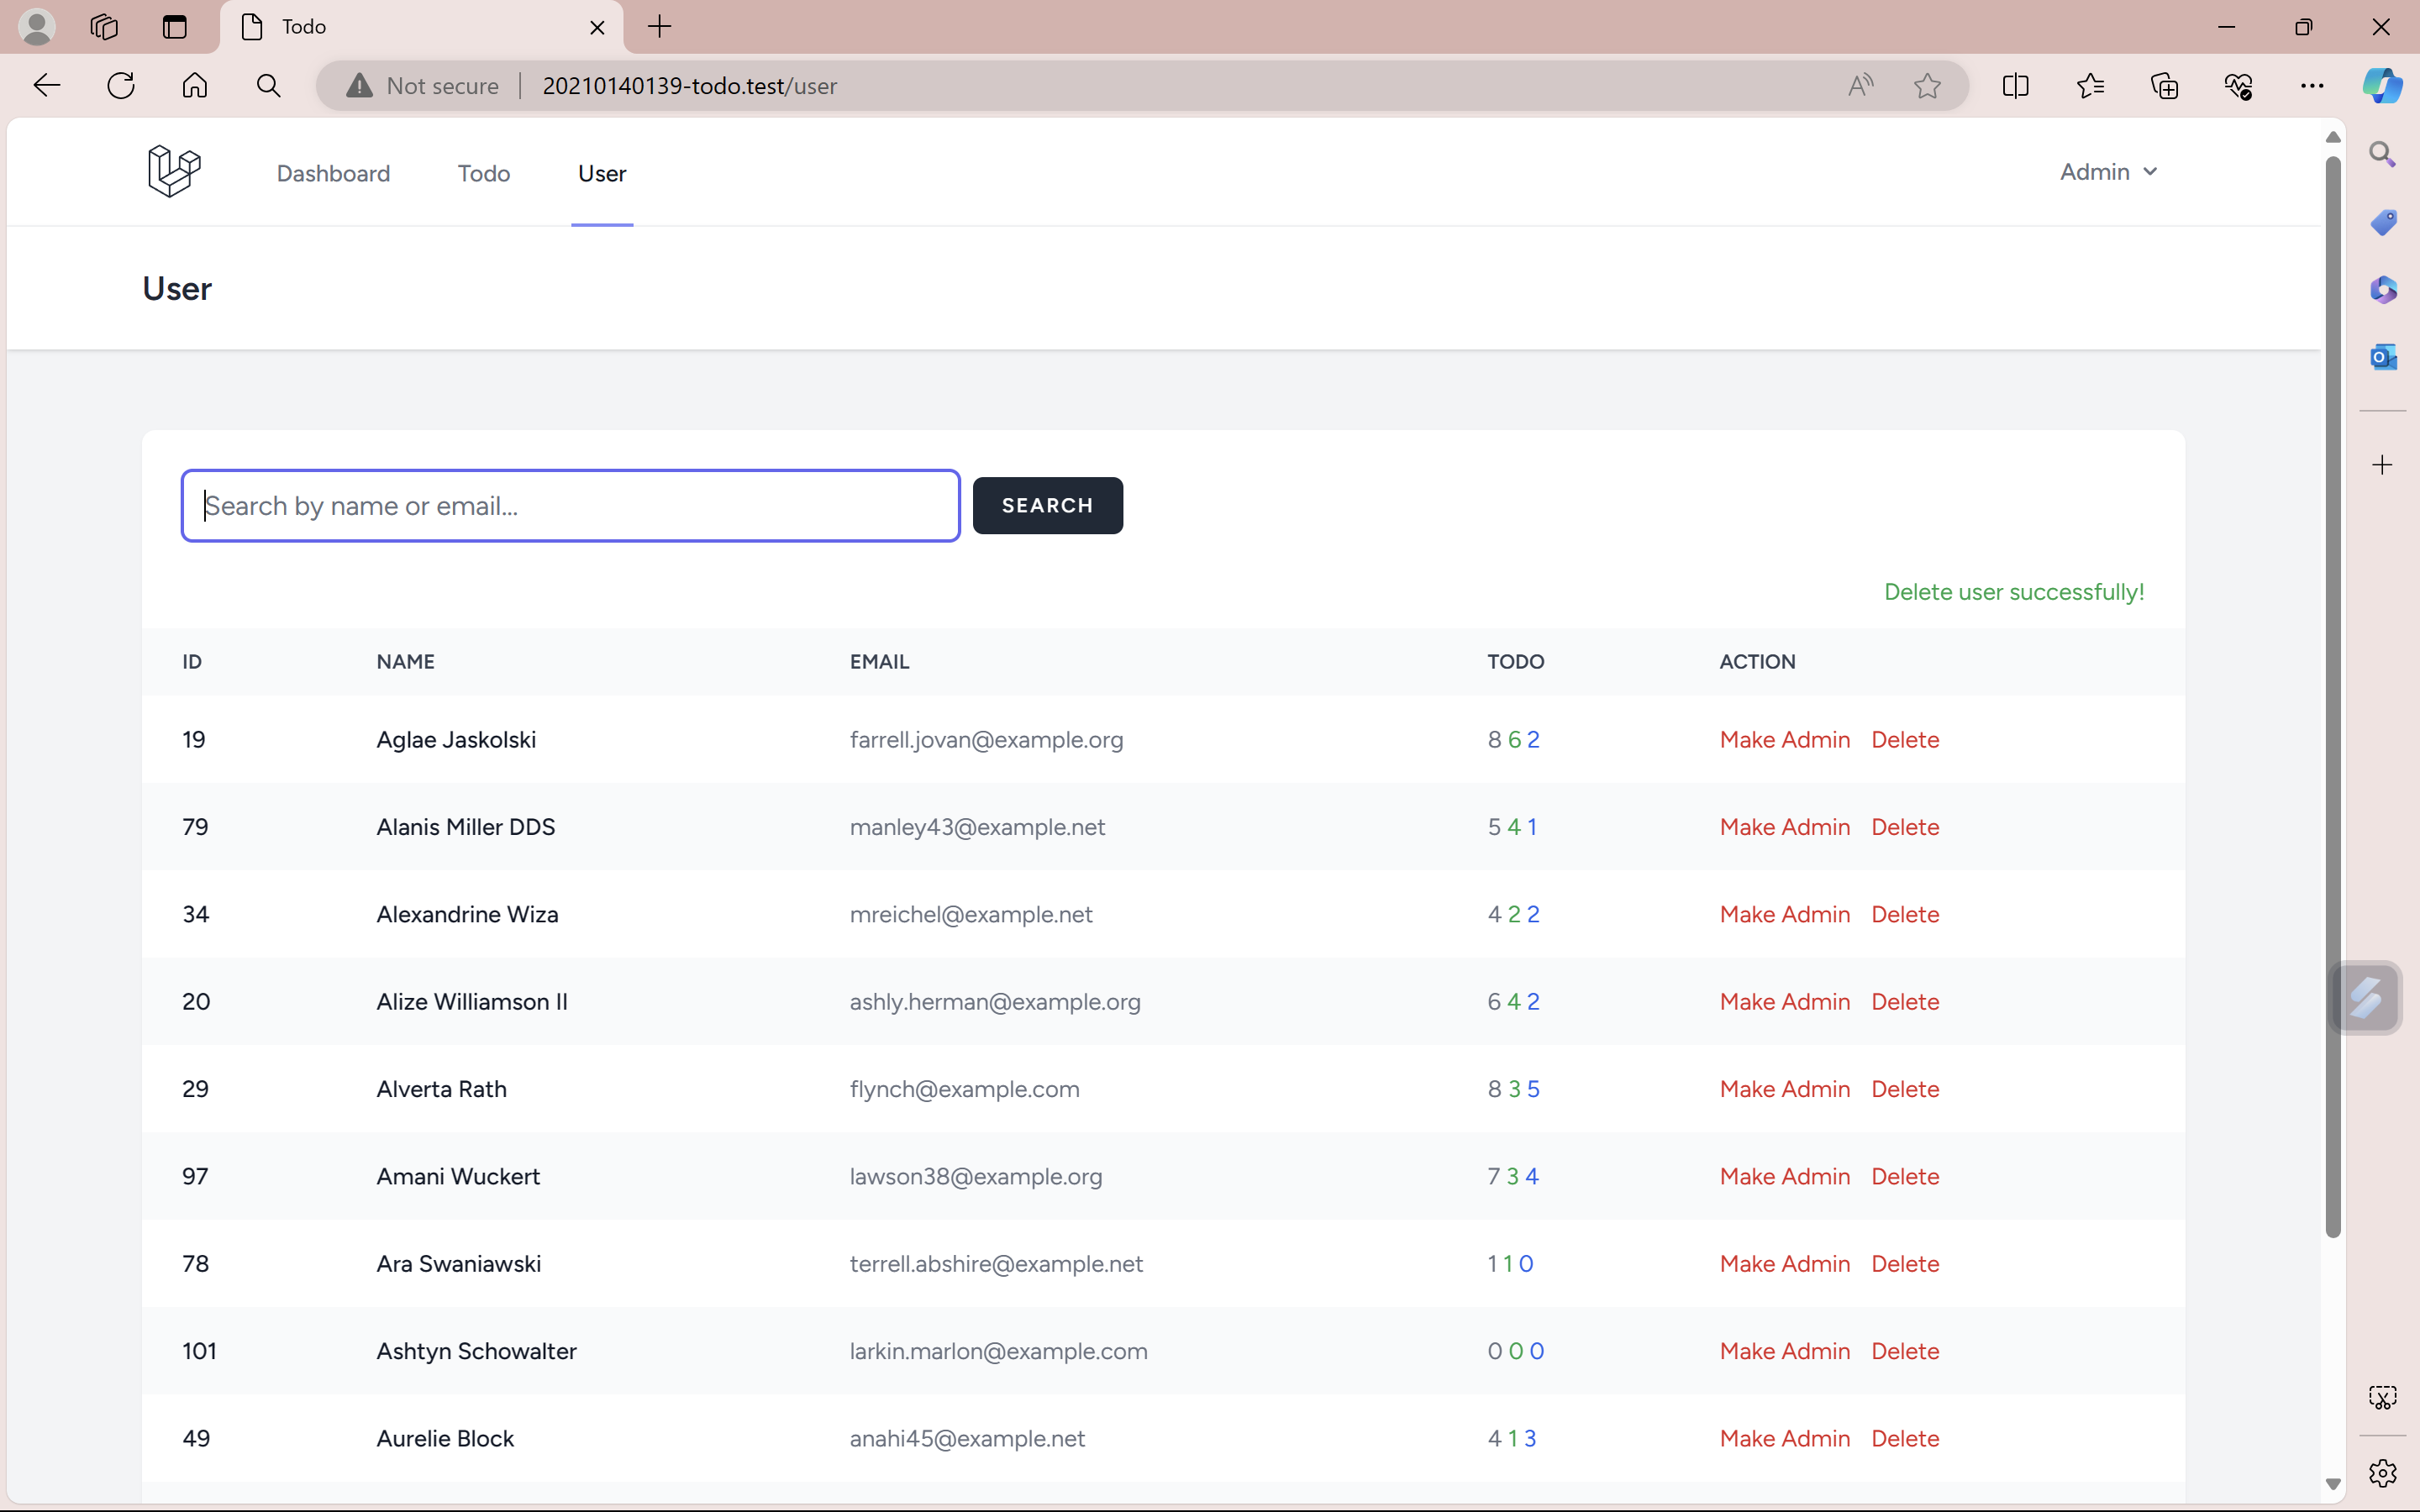 Todo
Not secure 20210140139-todo.test/user
Dashboard Todo User Admin
User
Search by name or email... SEARCH
Delete user successfully!
ID NAME EMAIL TODO ACTION
19 Aglae Jaskolski farrell.jovan@example.org 8 6 2 Make Admin Delete
79 Alanis Miller DDS manley43@example.net 5 4 1 Make Admin Delete
34 Alexandrine Wiza mreichel@example.net 4 2 2 Make Admin Delete
20 Alize Williamson II ashly.herman@example.org 6 4 2 Make Admin Delete
29 Alverta Rath flynch@example.com 8 3 5 Make Admin Delete
97 Amani Wuckert lawson38@example.org 7 3 4 Make Admin Delete
78 Ara Swaniawski terrell.abshire@example.net 1 1 0 Make Admin Delete
101 Ashtyn Schowalter larkin.marlon@example.com 0 0 0 Make Admin Delete
49 Aurelie Block anahi45@example.net 4 1 3 Make Admin Delete